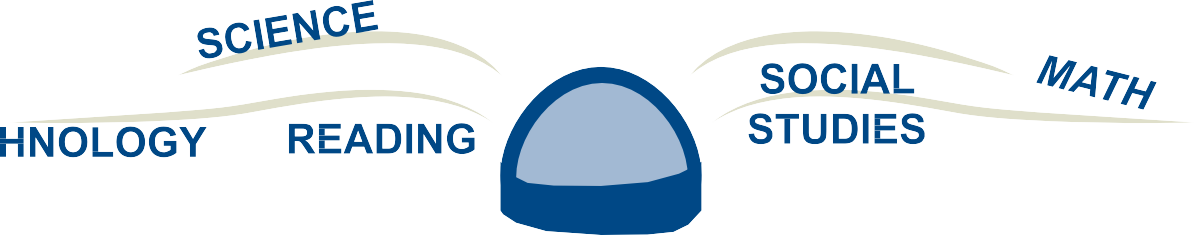 SCIENCE
HNOLOGY
READING
SOCIAL
STUDIES
MATH